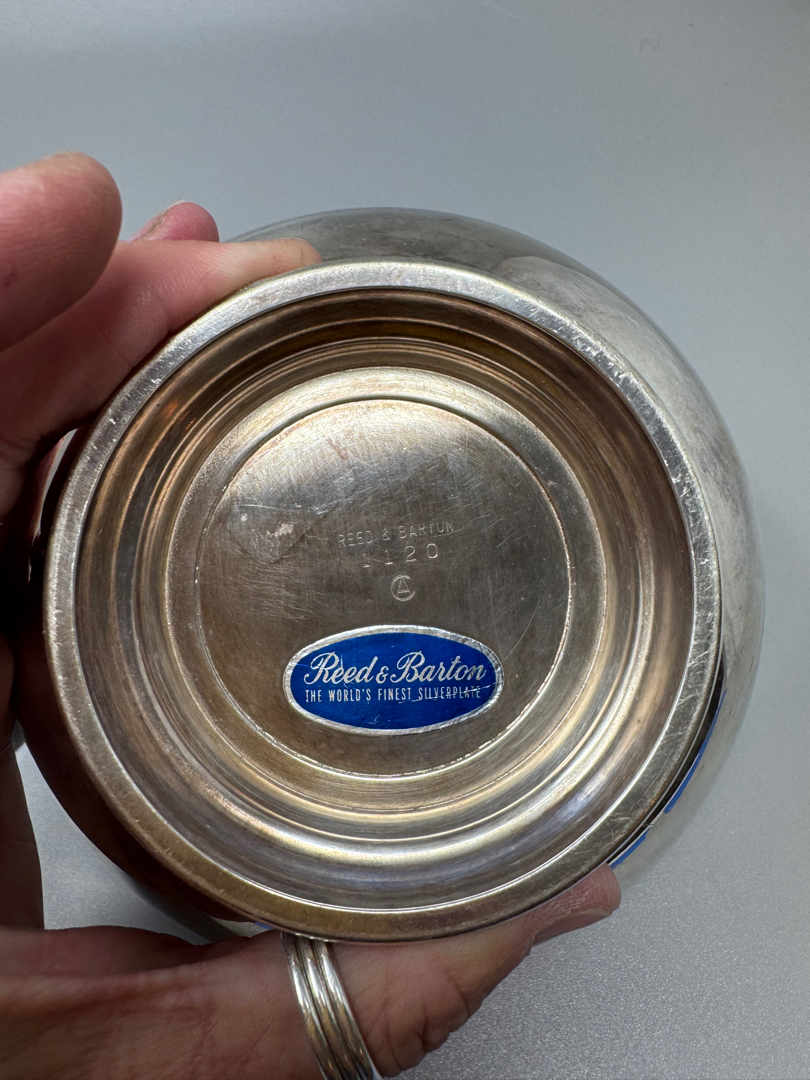 REED & BARTON
1120
Reed & Barton
THE WORLD'S FINEST SILVERPLATE